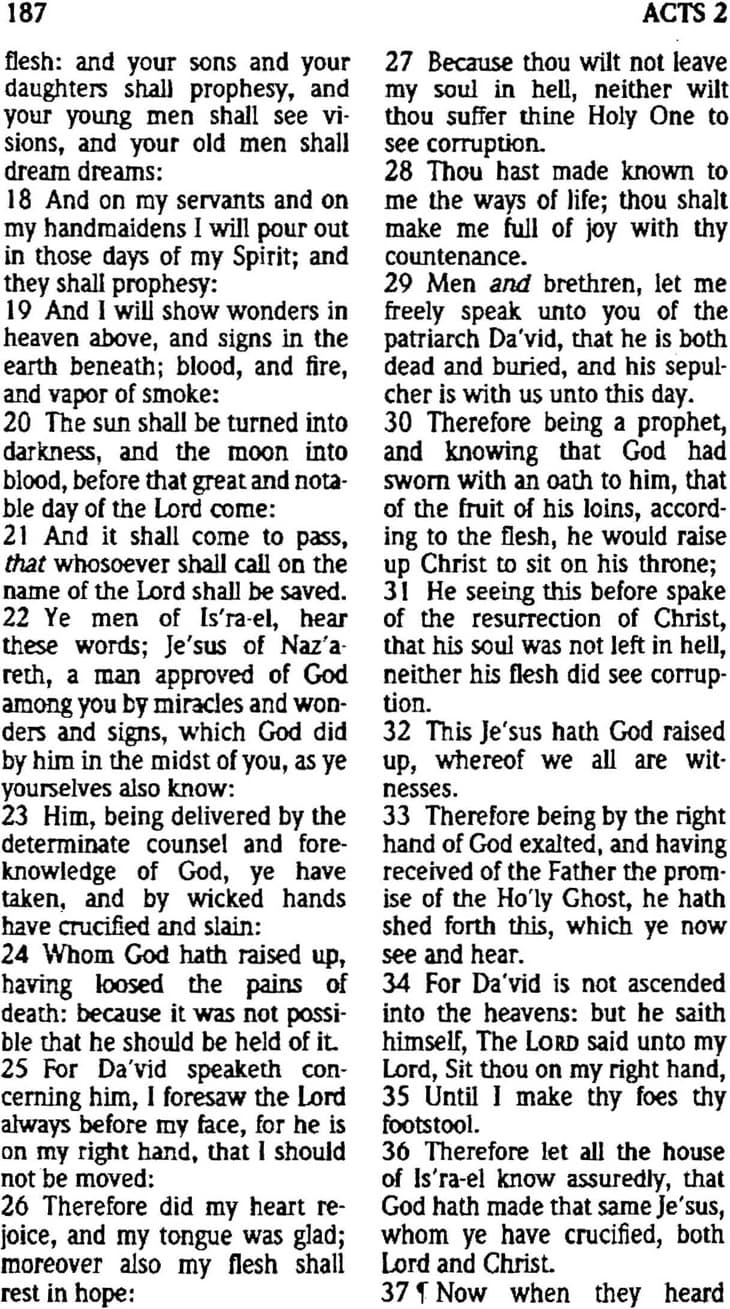 187
ACTS 2
flesh: and your sons and your
daughters shall prophesy, and
your young men shall see vi-
sions, and your old men shall
dream dreams:
18 And on my servants and on
my handmaidens I will pour out
in those days of my Spirit; and
they shall prophesy:
19 And I will show wonders in
heaven above, and signs in the
earth beneath; blood, and fire,
and vapor of smoke:
20 The sun shall be turned into
darkness, and the moon into
blood, before that great and nota-
ble day of the Lord come:
21 And it shall come to pass,
that whosoever shall call on the
name of the Lord shall be saved.
22 Ye men of Is'ra-el, hear
these words; Je'sus of Naz'a-
reth, a man approved of God
among you by miracles and won-
ders and signs, which God did
by him in the midst of you, as ye
yourselves also know:
23 Him, being delivered by the
determinate counsel and fore-
knowledge of God, ye have
taken, and by wicked hands
have crucified and slain:
24 Whom God hath raised up,
having loosed the pains of
death: because it was not possi-
ble that he should be held of it.
25 For Da'vid speaketh con-
cerning him, I foresaw the Lord
always before my face, for he is
on my right hand, that I should
not be moved:
26 Therefore did my heart re-
joice, and my tongue was glad;
moreover also my flesh shall
rest in hope:
27 Because thou wilt not leave
my soul in hell, neither wilt
thou suffer thine Holy One to
see corruption.
28 Thou hast made known to
me the ways of life; thou shalt
make me full of joy with thy
countenance.
29 Men and brethren, let me
freely speak unto you of the
patriarch Da'vid, that he is both
dead and buried, and his sepul-
cher is with us unto this day.
30 Therefore being a prophet,
and knowing that God had
sworn with an oath to him, that
of the fruit of his loins, accord-
ing to the flesh, he would raise
up Christ to sit on his throne;
31 He seeing this before spake
of the resurrection of Christ,
that his soul was not left in hell,
neither his flesh did see corrup-
tion.
32 This Je'sus hath God raised
up, whereof we all are wit-
nesses.
33 Therefore being by the right
hand of God exalted, and having
received of the Father the prom-
ise of the Ho'ly Ghost, he hath
shed forth this, which ye now
see and hear.
34 For Da'vid is not ascended
into the heavens: but he saith
himself, The LORD said unto my
Lord, Sit thou on my right hand,
35 Until I make thy foes thy
footstool.
36 Therefore let all the house
of Is'ra-el know assuredly, that
God hath made that same Je'sus,
whom ye have crucified, both
Lord and Christ.
37 ¶ Now when they heard